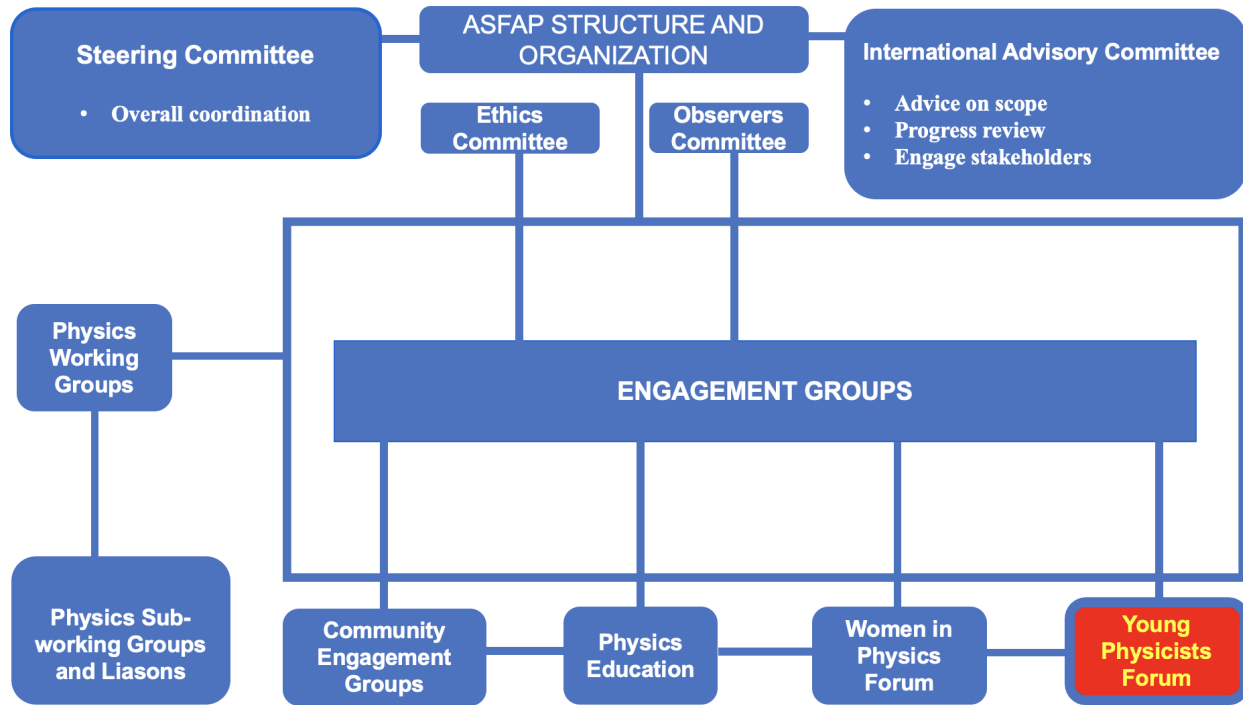 ASFAP STRUCTURE AND
ORGANIZATION
Steering Committee
• Overall coordination
International Advisory Committee
• Advice on scope
• Progress review
• Engage stakeholders
Ethics
Committee
Observers
Committee
Physics
Working
Groups
ENGAGEMENT GROUPS
Physics Sub-
working Groups
and Liasons
Community
Engagement
Groups
Physics
Education
Women in
Physics
Forum
Young
Physicists
Forum